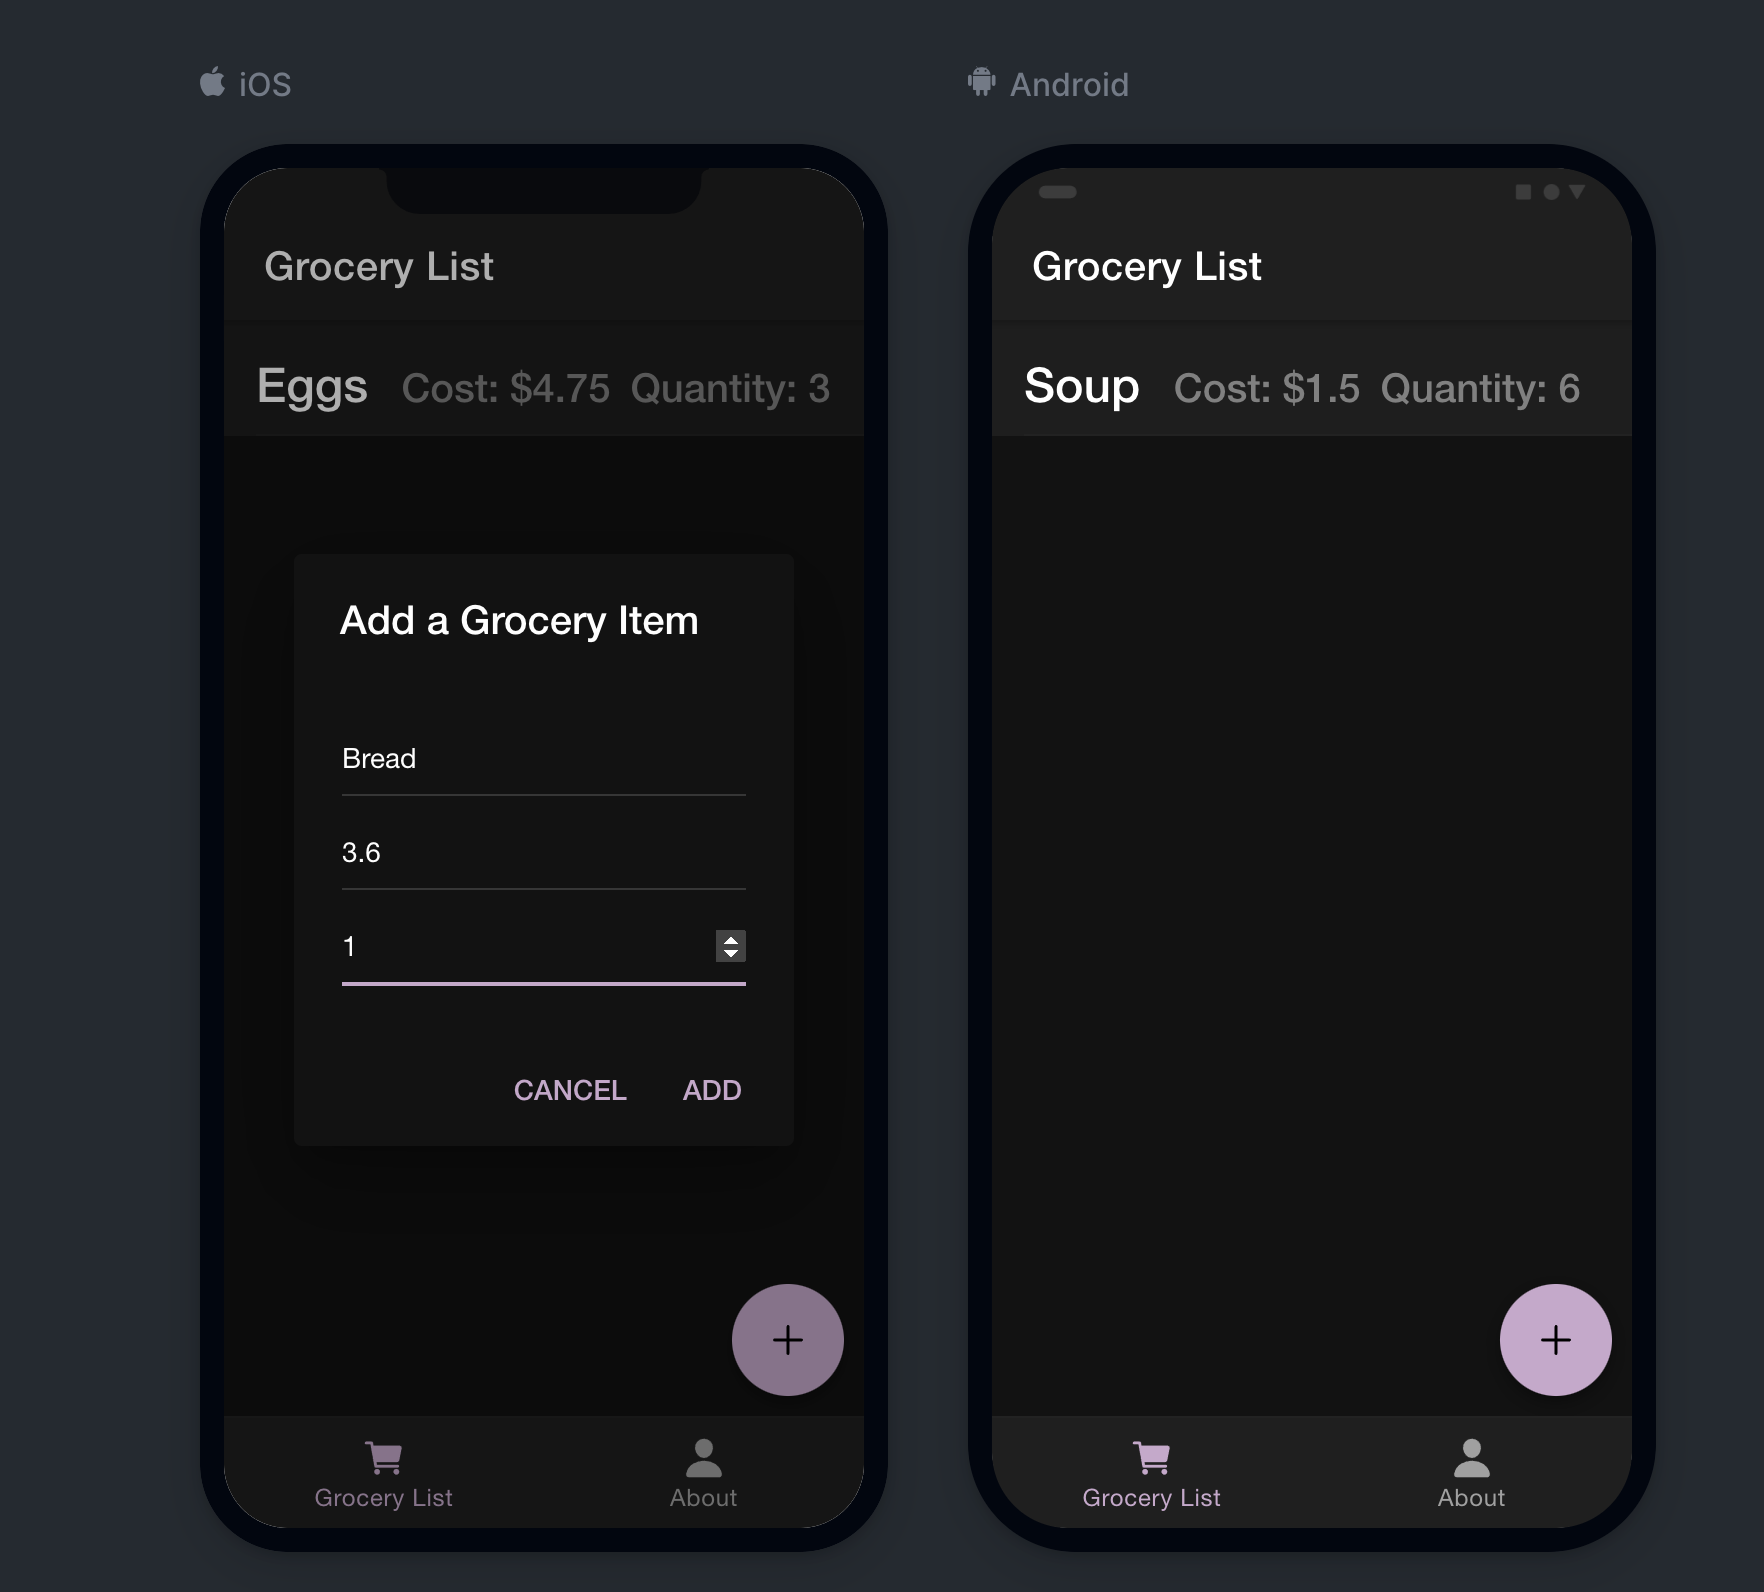 iOS
Grocery List
Eggs Cost: $4.75 Quantity: 3
Add a Grocery Item
Bread
3.6
1
CANCEL ADD
Grocery List About
Android
Grocery List
Soup Cost: $1.5 Quantity: 6
Grocery List About